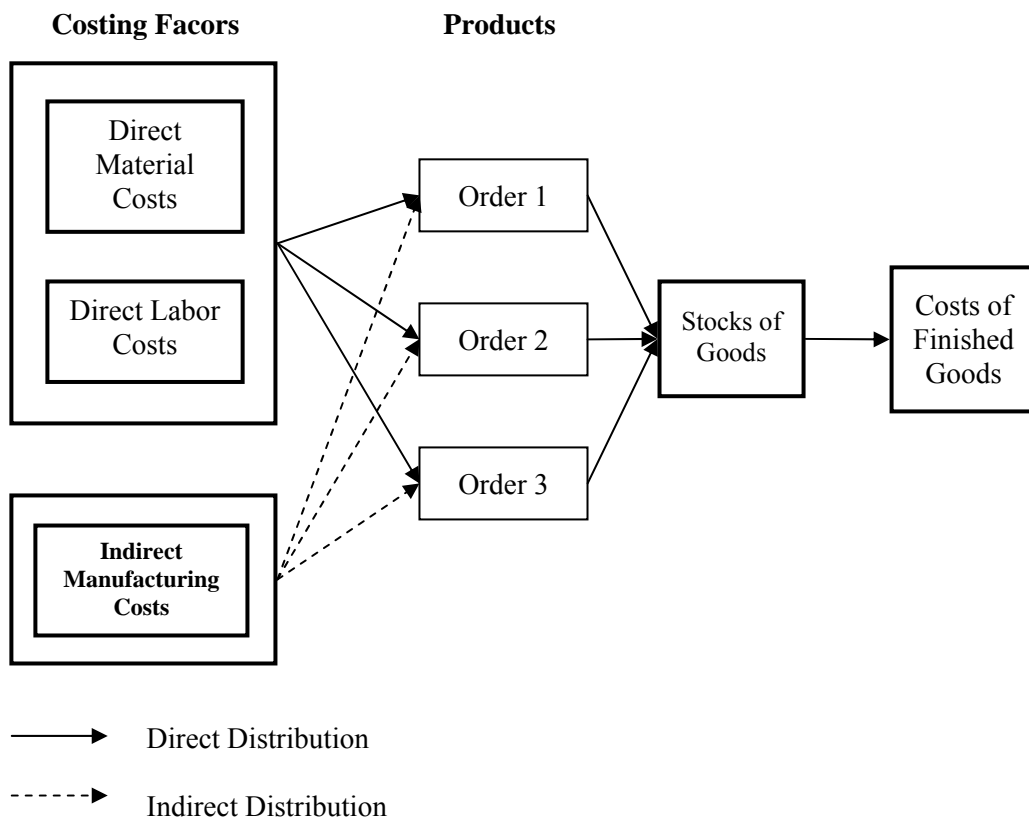 Costing Facors
Products
Direct
Material
Costs
Direct Labor
Costs
Indirect
Manufacturing
Costs
Order 1
Order 2
Order 3
Stocks of
Goods
Costs of
Finished
Goods
Direct Distribution
Indirect Distribution